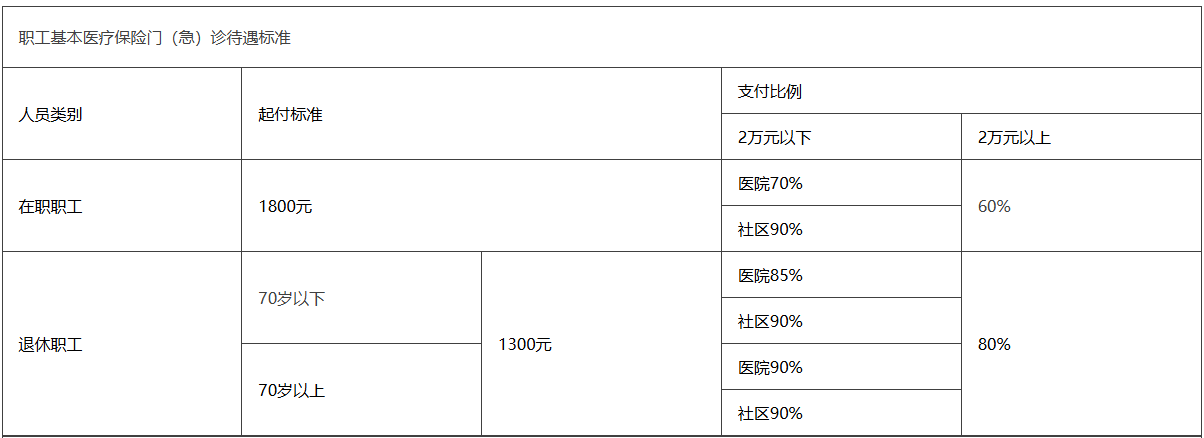 职工基本医疗保险门（急）诊待遇标准
人员类别
起付标准
支付比例
2万元以下
2万元以上
在职职工
1800元
医院70%
60%
社区90%
退休职工
70岁以下
1300元
医院85%
80%
社区90%
70岁以上
医院90%
社区90%